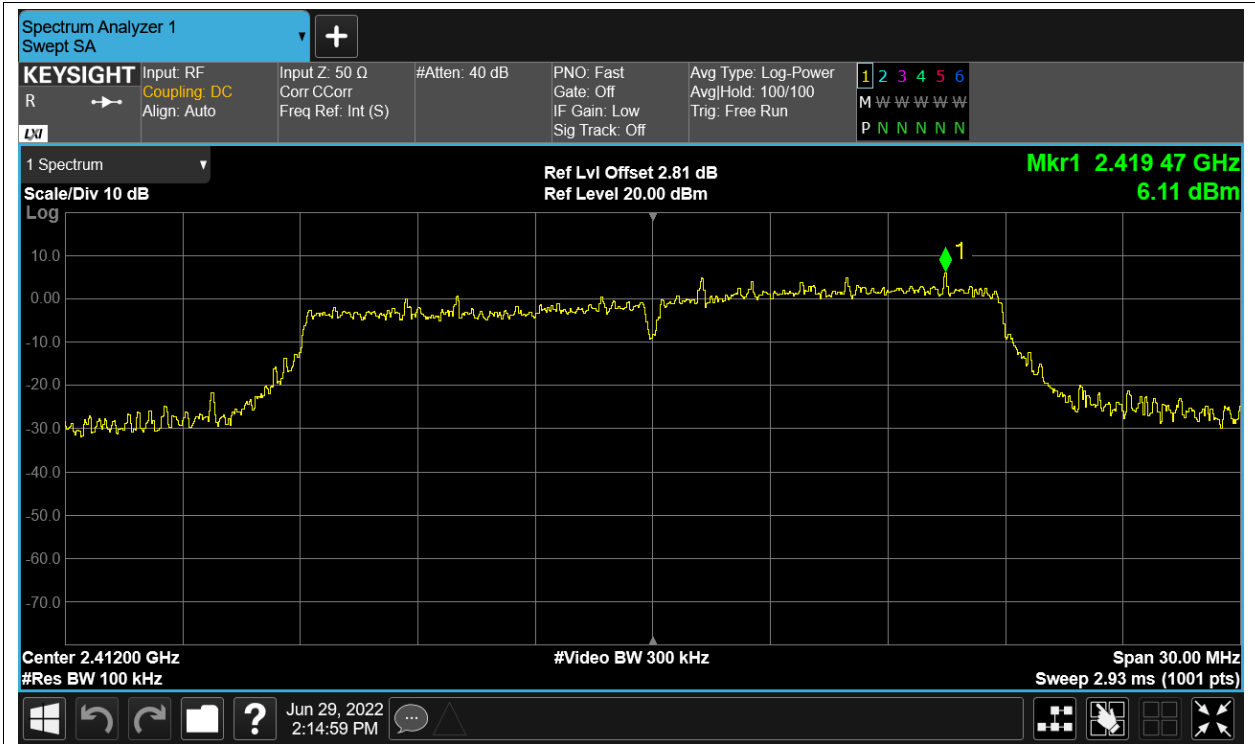 Spectrum Analyzer 1
Swept SA
+
KEYSIGHT
R
LXI
Input: RF
Coupling: DC
Align: Auto
Input Z: 50 Ω
Corr CCorr
Freq Ref: Int (S)
#Atten: 40 dB
PNO: Fast
Gate: Off
IF Gain: Low
Sig Track: Off
Avg Type: Log-Power
Avg|Hold: 100/100
Trig: Free Run
1 2 3 4 5 6
M W W W W W
P N N N N N
1 Spectrum
Scale/Div 10 dB
Log
Ref Lvl Offset 2.81 dB
Ref Level 20.00 dBm
Mkr1 2.419 47 GHz
6.11 dBm
1
10.0
0.00
-10.0
-20.0
-30.0
-40.0
-50.0
-60.0
-70.0
Center 2.41200 GHz
#Res BW 100 kHz
#Video BW 300 kHz
Span 30.00 MHz
Sweep 2.93 ms (1001 pts)
?
Jun 29, 2022
2:14:59 PM